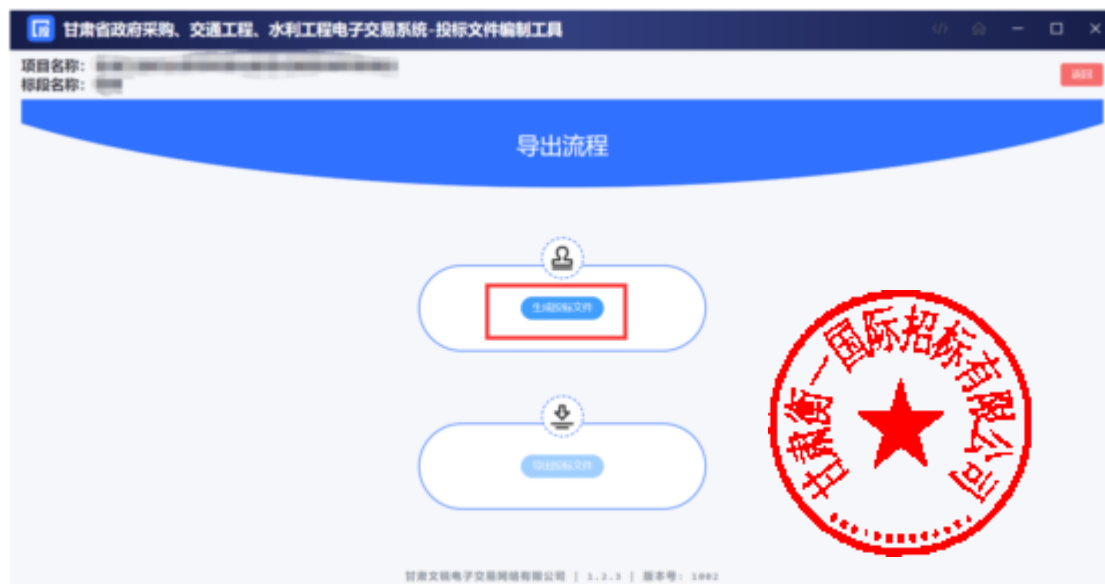 甘肃省政府采购、交通工程、水利工程电子交易系统-投标文件编制工具
项目名称：
标段名称：
返回
导出流程
生成投标文件
导出投标文件
甘肃衡一国际招标有限公司
甘肃文锐电子交易网络有限公司 | 1.2.3 | 版本号: 1002